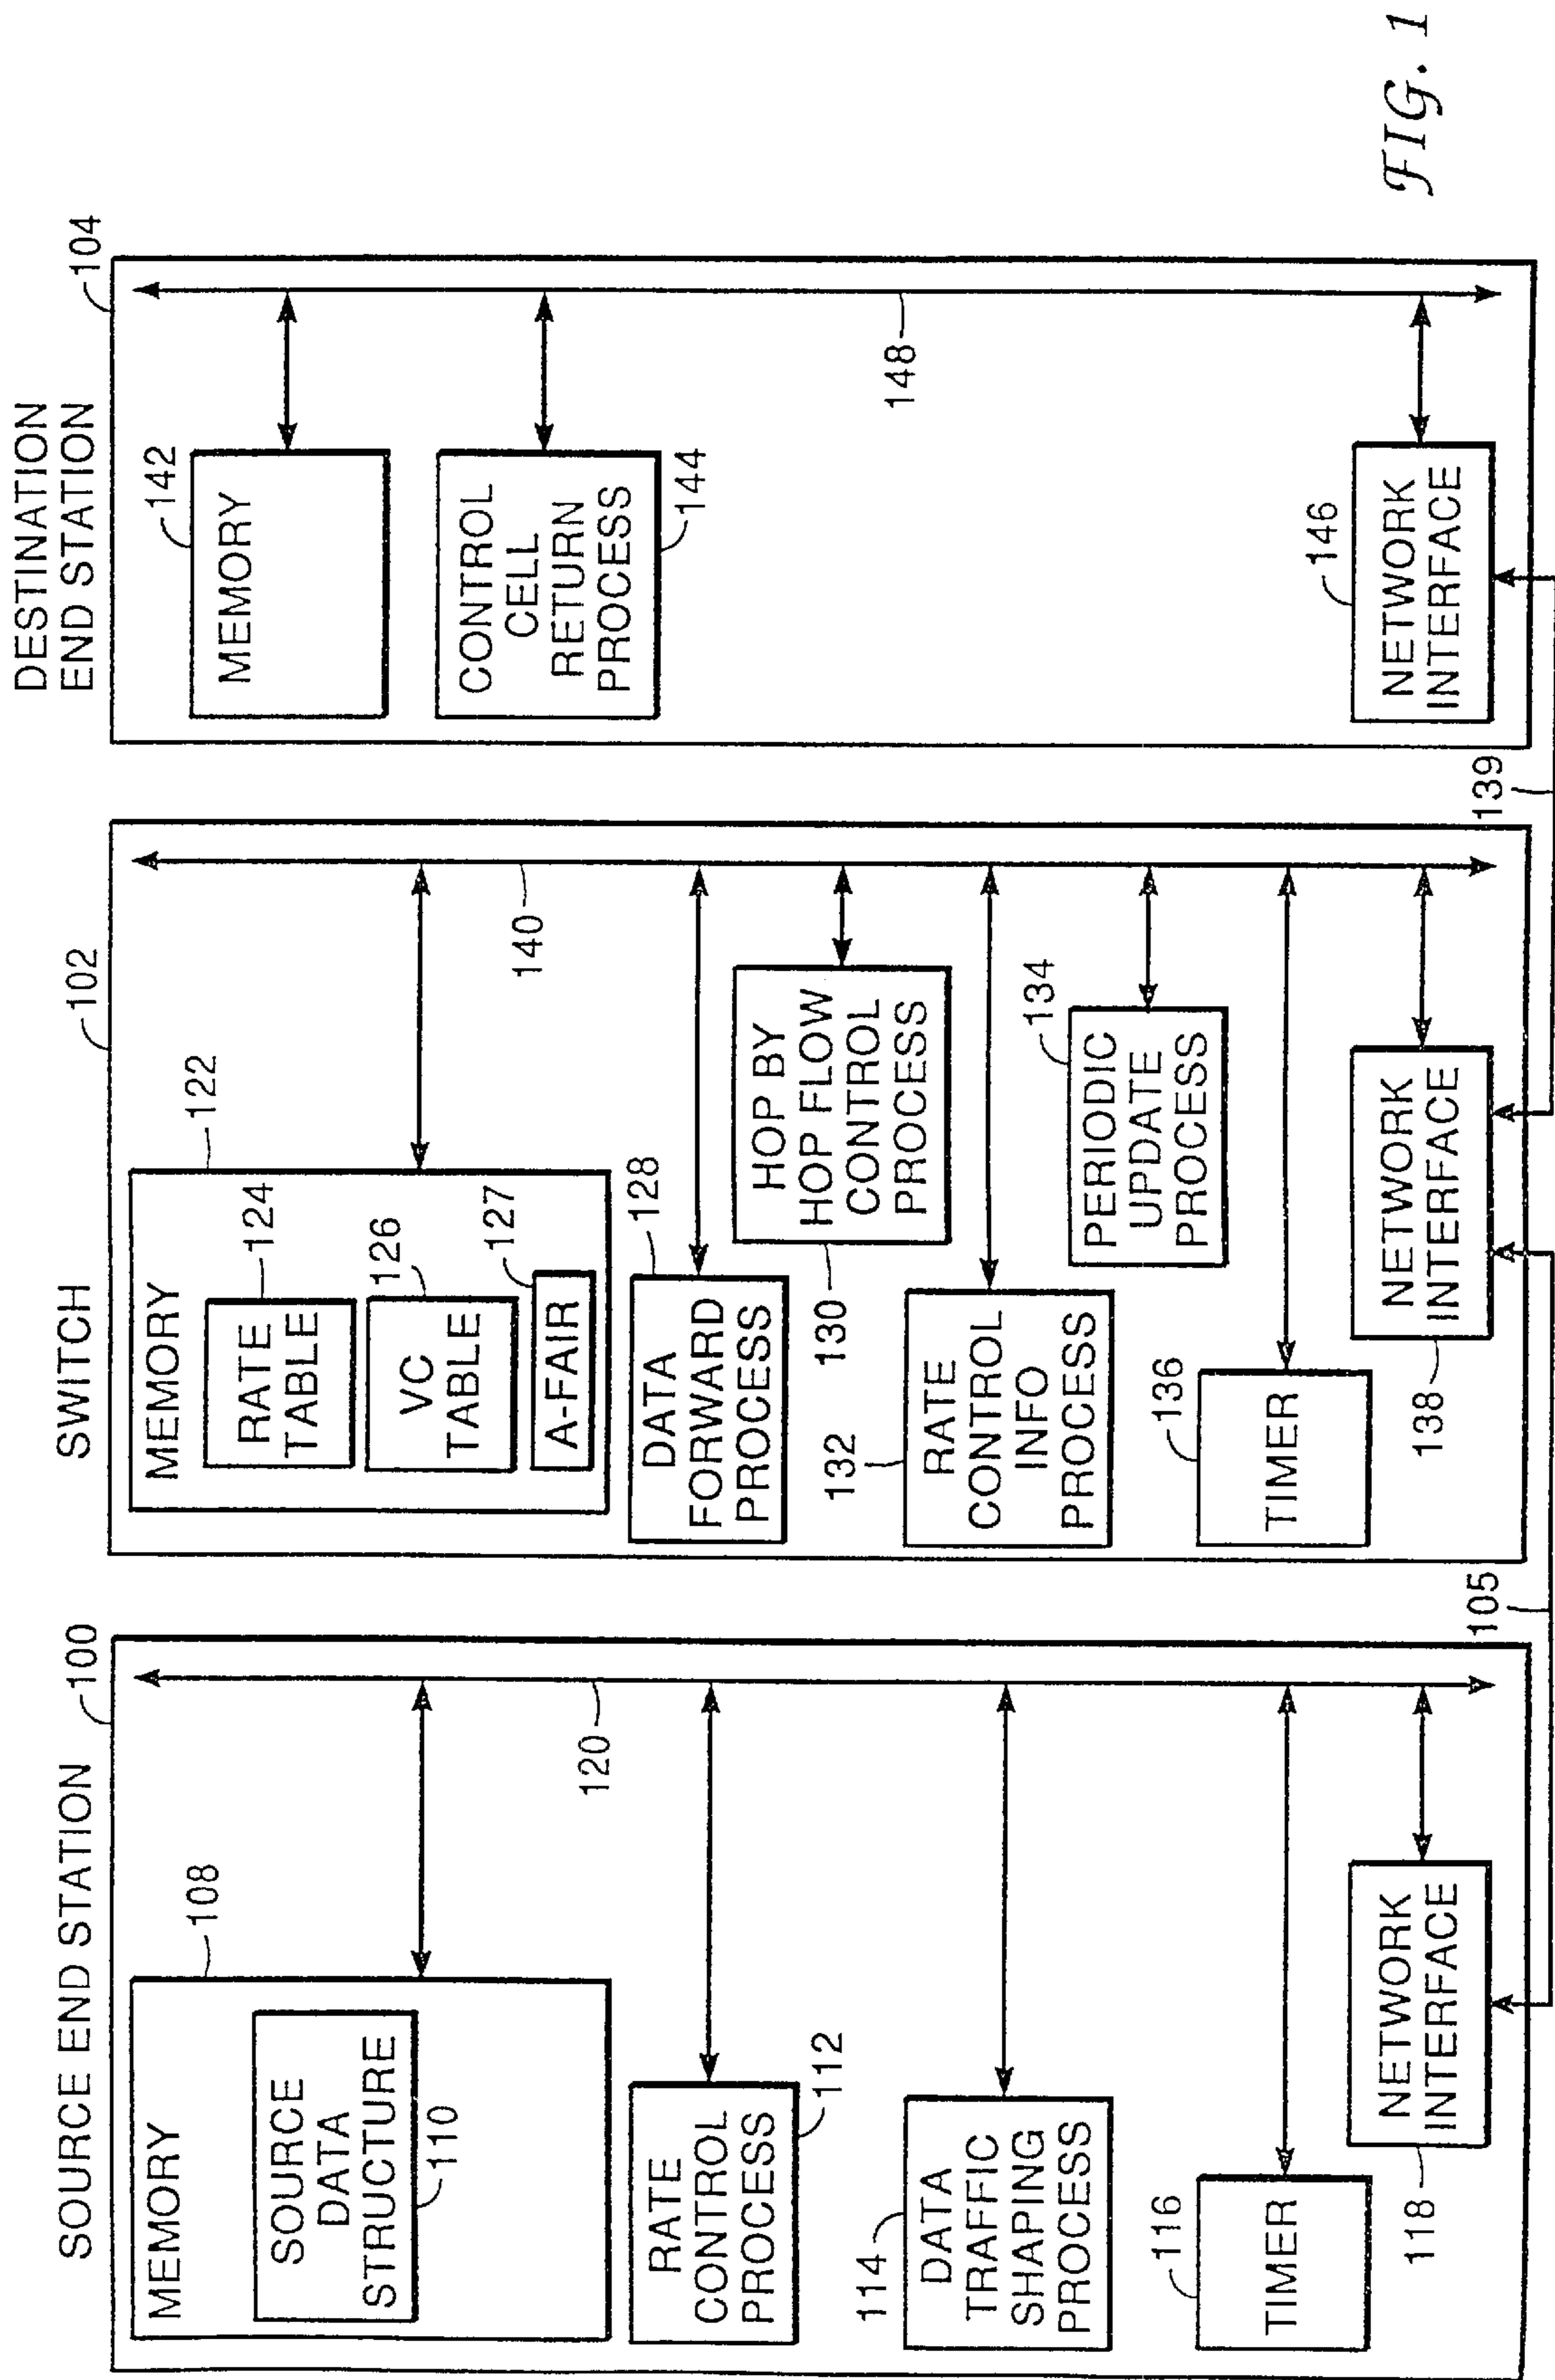 SOURCE END STATION
100
MEMORY
108
SOURCE
DATA
STRUCTURE
110
120
RATE
CONTROL
PROCESS
112
114
DATA
TRAFFIC
SHAPING
PROCESS
116
TIMER
118
NETWORK
INTERFACE
105
SWITCH
102
MEMORY
122
RATE
TABLE
124
VC
TABLE
126
A-FAIR
127
140
DATA
FORWARD
PROCESS
128
HOP BY
HOP FLOW
CONTROL
PROCESS
130
132
RATE
CONTROL
INFO
PROCESS
PERIODIC
UPDATE
PROCESS
134
136
TIMER
138
NETWORK
INTERFACE
139
DESTINATION
END STATION
104
142
MEMORY
CONTROL
CELL
RETURN
PROCESS
144
148
146
NETWORK
INTERFACE
FIG. 1